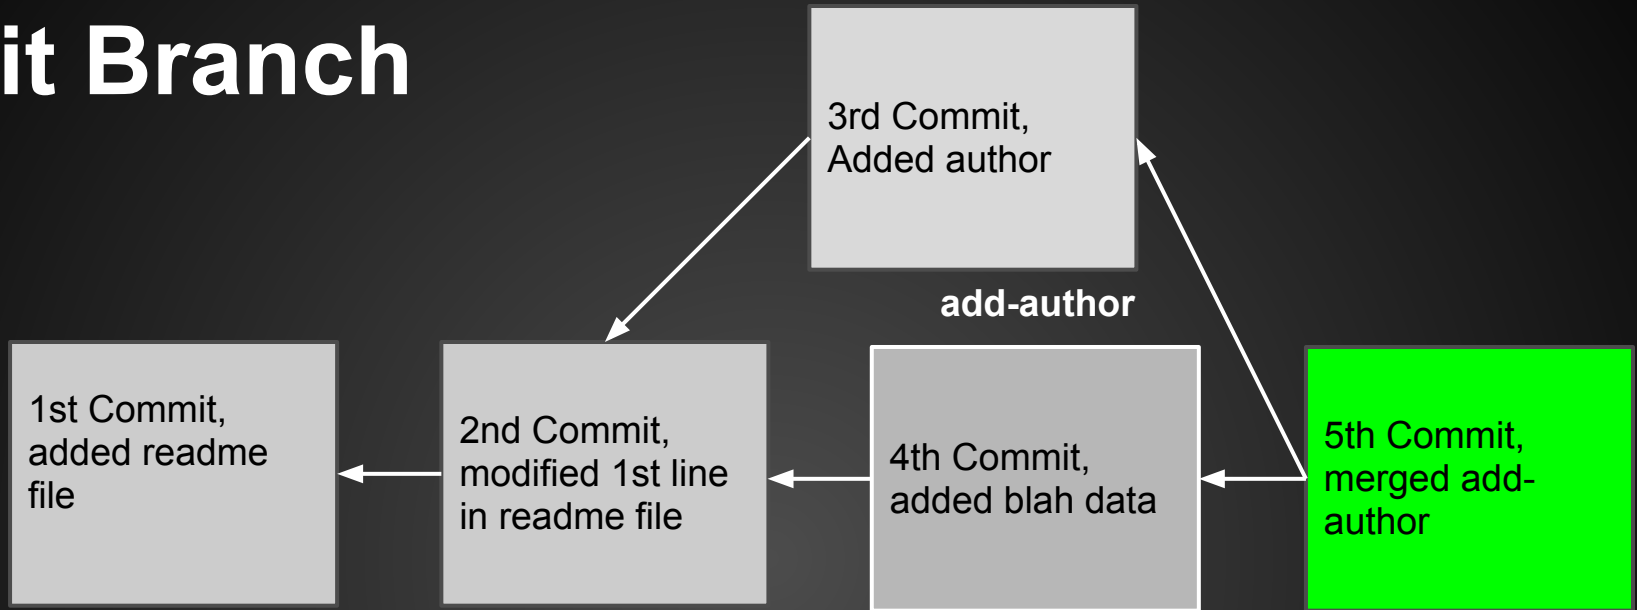 it Branch
3rd Commit,
Added author
add-author
1st Commit,
added readme
file
2nd Commit,
modified 1st line
in readme file
4th Commit,
added blah data
5th Commit,
merged add-
author